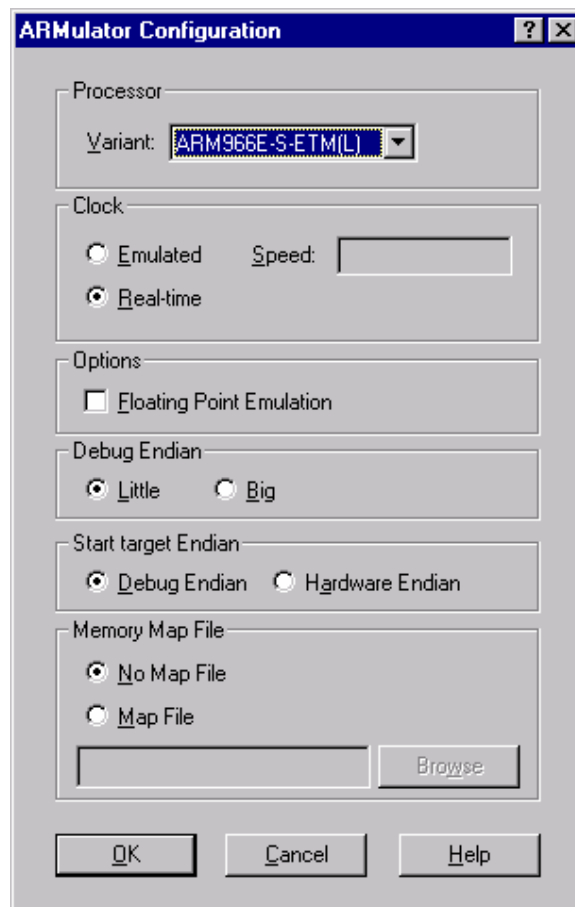 ARMulator Configuration
Processor
Variant: ARM966E-S-ETM(L)
Clock
Emulated Speed:
Real-time
Options
Floating Point Emulation
Debug Endian
Little Big
Start target Endian
Debug Endian Hardware Endian
Memory Map File
No Map File
Map File
Browse
OK Cancel Help